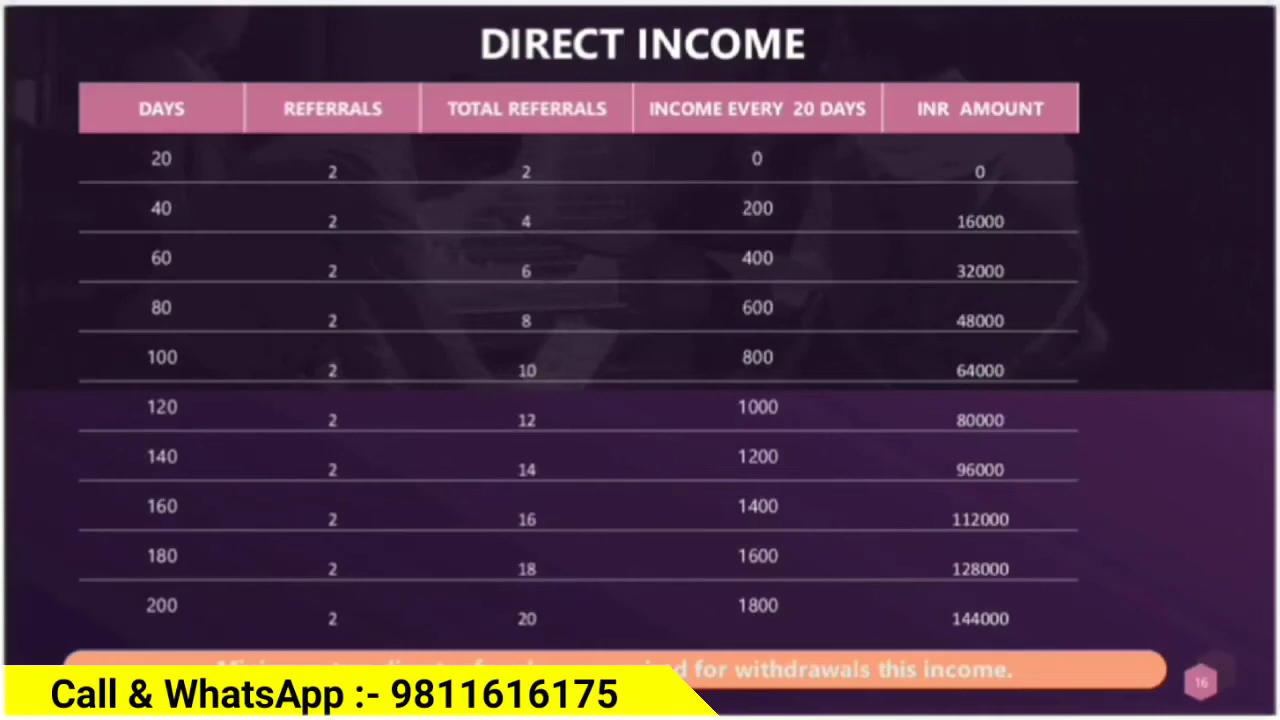 DIRECT INCOME
DAYS REFERRALS TOTAL REFERRALS INCOME EVERY 20 DAYS INR AMOUNT
20 2 2 0 0
40 2 4 200 16000
60 2 6 400 32000
80 2 8 600 48000
100 2 10 800 64000
120 2 12 1000 80000
140 2 14 1200 96000
160 2 16 1400 112000
180 2 18 1600 128000
200 2 20 1800 144000
for withdrawals this income.
Call & WhatsApp :- 9811616175
16